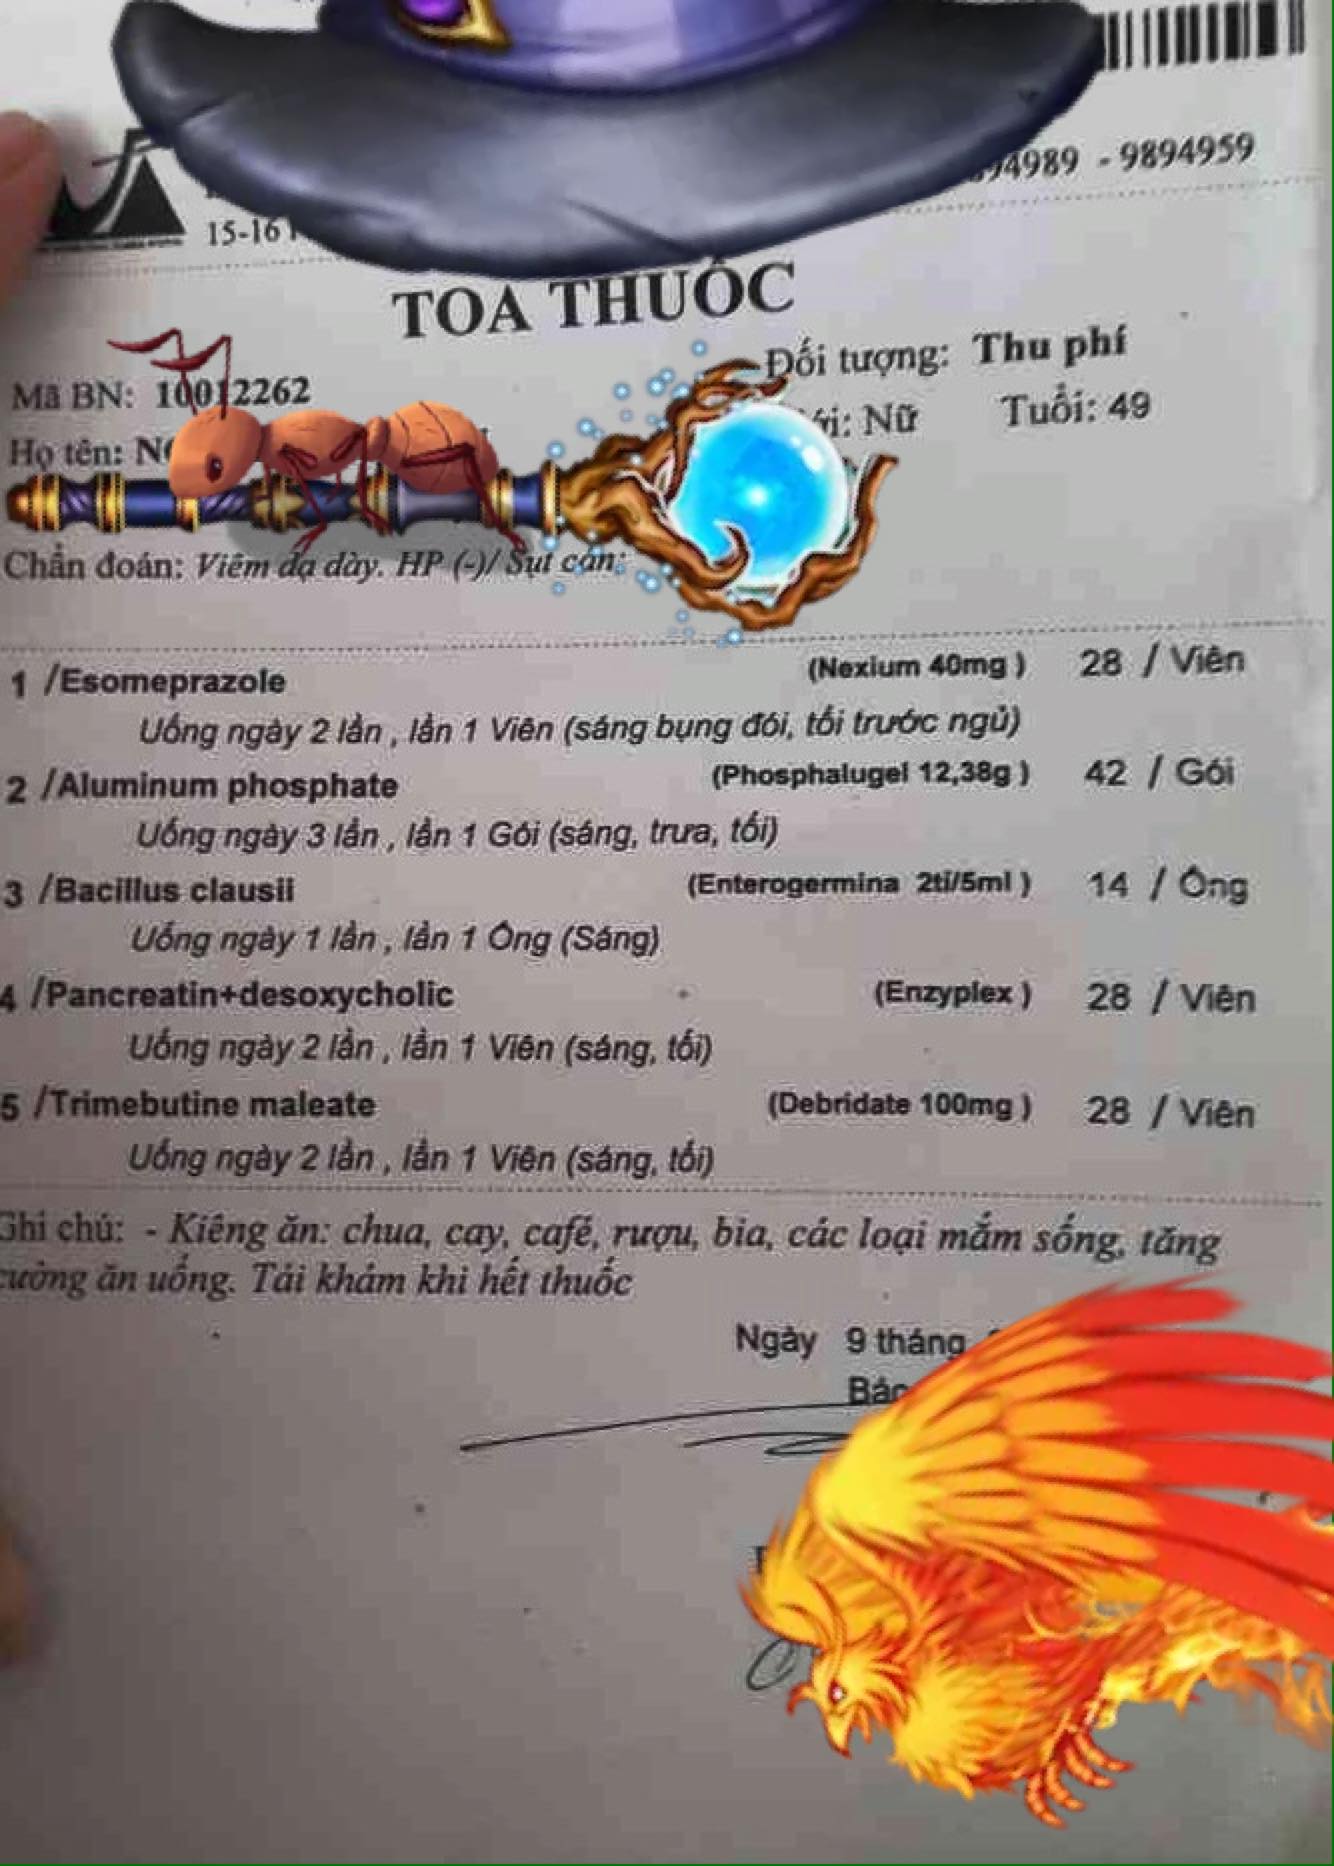 94989 - 9894959
15-16
TOA THUỐC
Đối tượng: Thu phí
Mã BN: 10012262
Nữ Tuổi: 49
Họ tên:
Chẩn đoán: Viêm dạ dày. HP (-)/ Sụt cân:
1 /Esomeprazole (Nexium 40mg ) 28 / Viên
Uống ngày 2 lần , lần 1 Viên (sáng bụng đói, tối trước ngủ)
2 /Aluminum phosphate (Phosphalugel 12,38g ) 42 / Gói
Uống ngày 3 lần , lần 1 Gói (sáng, trưa, tối)
3 /Bacillus clausii (Enterogermina 2tỉ/5ml ) 14 / Ống
Uống ngày 1 lần , lần 1 Ống (Sáng)
4 /Pancreatin+desoxycholic (Enzyplex ) 28 / Viên
Uống ngày 2 lần , lần 1 Viên (sáng, tối)
5 /Trimebutine maleate (Debridate 100mg ) 28 / Viên
Uống ngày 2 lần , lần 1 Viên (sáng, tối)
Ghi chú: - Kiêng ăn: chua, cay, café, rượu, bia, các loại mắm sống, tăng
cường ăn uống. Tái khám khi hết thuốc
Ngày 9 tháng
Bác